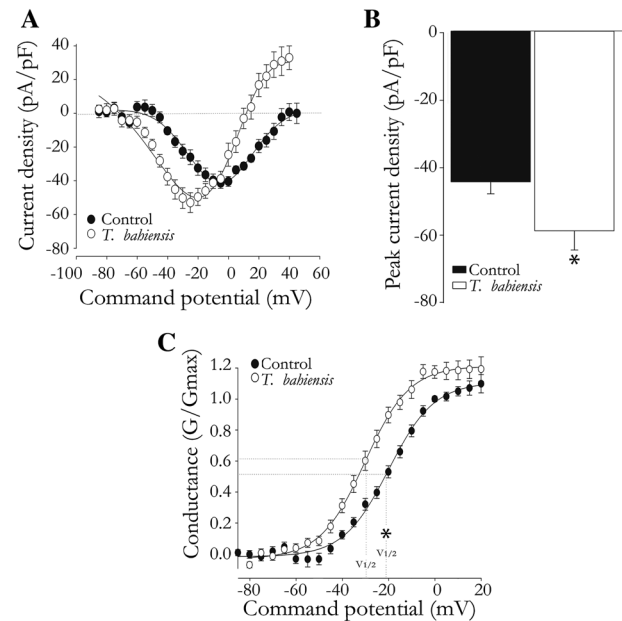 A
Current density (pA/pF)
40
20
0
-20
-40
-60
-80
Control
T. bahiensis
-100 -80 -60 -40 -20 0 20 40 60
Command potential (mV)
B
Peak current density (pA/pF)
0
-20
-40
-60
-80
*
Control
T. bahiensis
C
Conductance (G/Gmax)
Control
T. bahiensis
1.2
1.0
0.8
0.6
0.4
0.2
0.0
*
V1/2
V1/2
-80 -60 -40 -20 0 20
Command potential (mV)